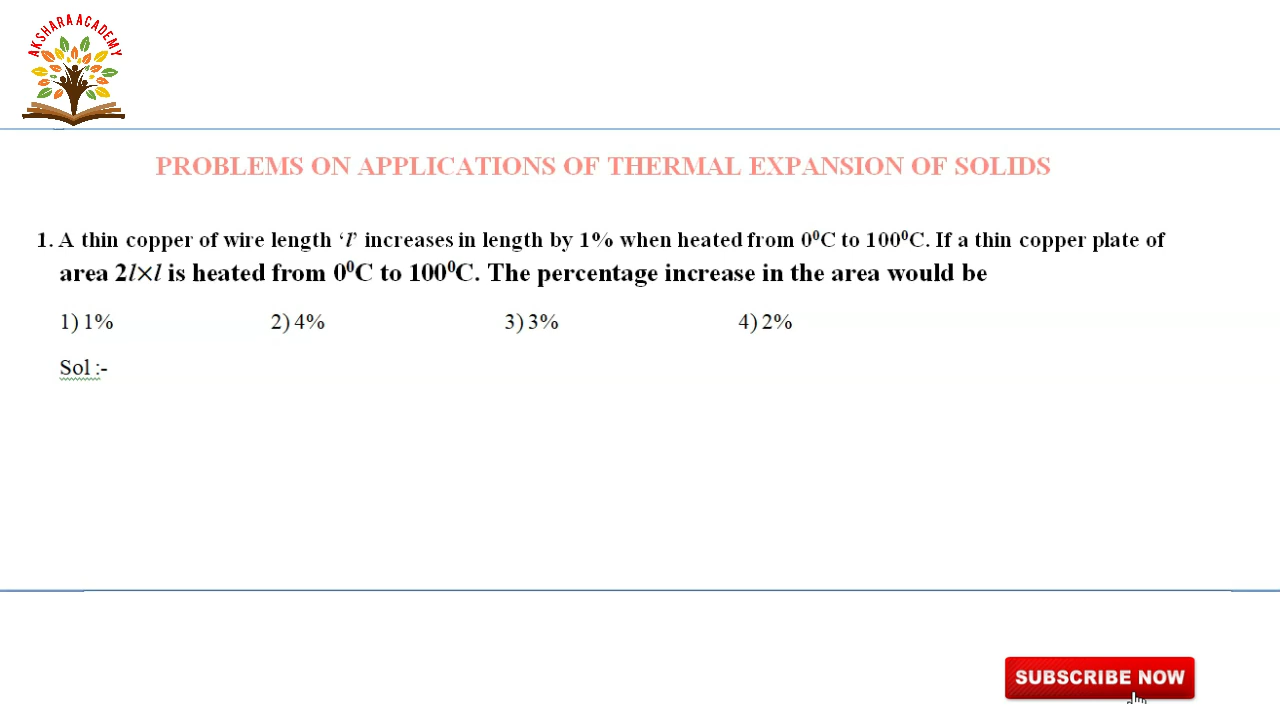 AKSHARA ACADEMY
PROBLEMS ON APPLICATIONS OF THERMAL EXPANSION OF SOLIDS
1. A thin copper of wire length ‘l’ increases in length by 1% when heated from 0⁰C to 100⁰C. If a thin copper plate of
area 2l×l is heated from 0⁰C to 100⁰C. The percentage increase in the area would be
1) 1% 2) 4% 3) 3% 4) 2%
Sol :-
SUBSCRIBE NOW